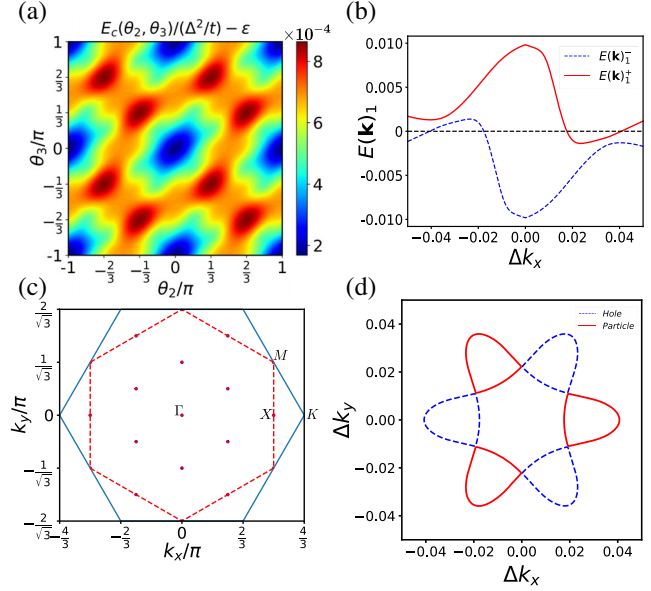 (a)
E_c(θ_2, θ_3)/(Δ^2/t) − ε
×10^−4
1
2/3
1/3
0
-1/3
-2/3
-1
θ_3/π
-1 -2/3 -1/3 0 1/3 2/3 1
θ_2/π
8
6
4
2
(b)
0.010
0.005
0
-0.005
-0.010
E(k)_1
E(k)_1^−
E(k)_1^+
−0.04 −0.02 0.00 0.02 0.04
Δk_x
(c)
2/√3
1/√3
0
-1/√3
-2/√3
k_y/π
M
Γ
X
K
-4/3 -2/3 0 2/3 4/3
k_x/π
(d)
Hole
Particle
0.04
0.02
0.00
−0.02
−0.04
Δk_y
−0.04 −0.02 0.00 0.02 0.04
Δk_x